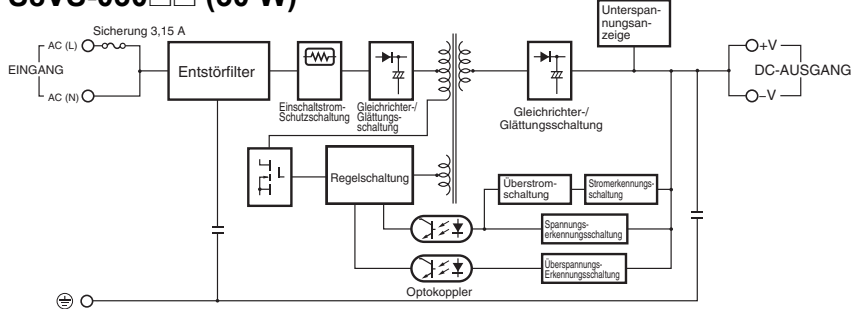 (
Unterspan-
nungsan-
zeige
Sicherung 3,15 A
AC (L)
EINGANG
AC (N)
Entstörfilter
Einschaltstrom-
Schutzschaltung
Gleichrichter-/
Glättungs-
schaltung
Gleichrichter-/
Glättungsschaltung
+V
DC-AUSGANG
–V
Regelschaltung
Überstrom-
schaltung
Stromerkennungs-
schaltung
Spannungs-
erkennungsschaltung
Überspannungs-
Erkennungsschaltung
Optokoppler